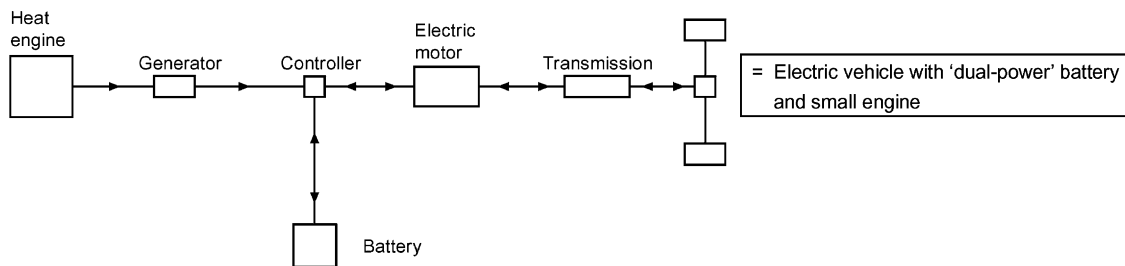 Heat
engine
Generator
Controller
Electric
motor
Transmission
= Electric vehicle with ‘dual-power’ battery
and small engine
Battery